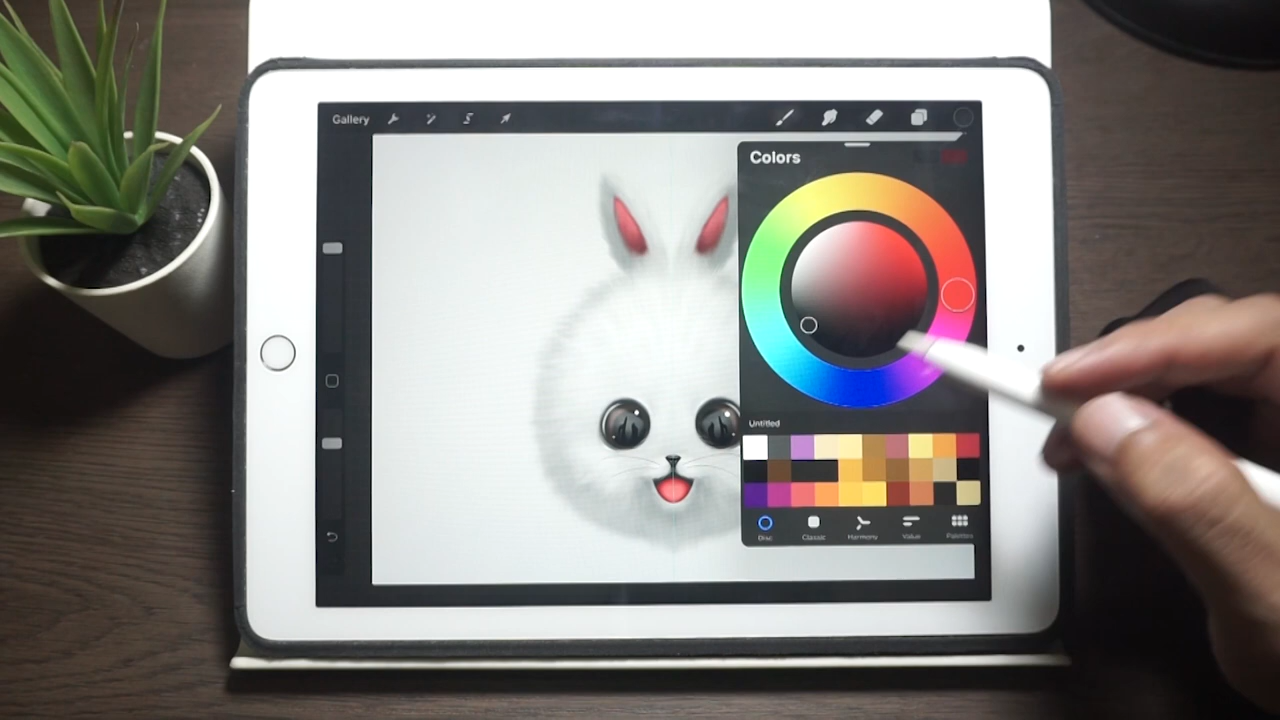 Gallery
Colors
Untitled
Disc
Classic
Harmony
Value
Palettes